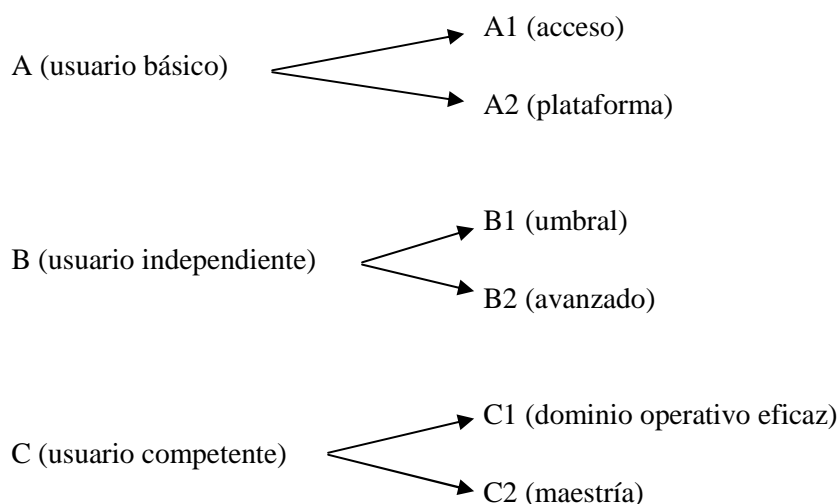 A1 (acceso)
A (usuario básico)
A2 (plataforma)
B1 (umbral)
B (usuario independiente)
B2 (avanzado)
C1 (dominio operativo eficaz)
C (usuario competente)
C2 (maestría)